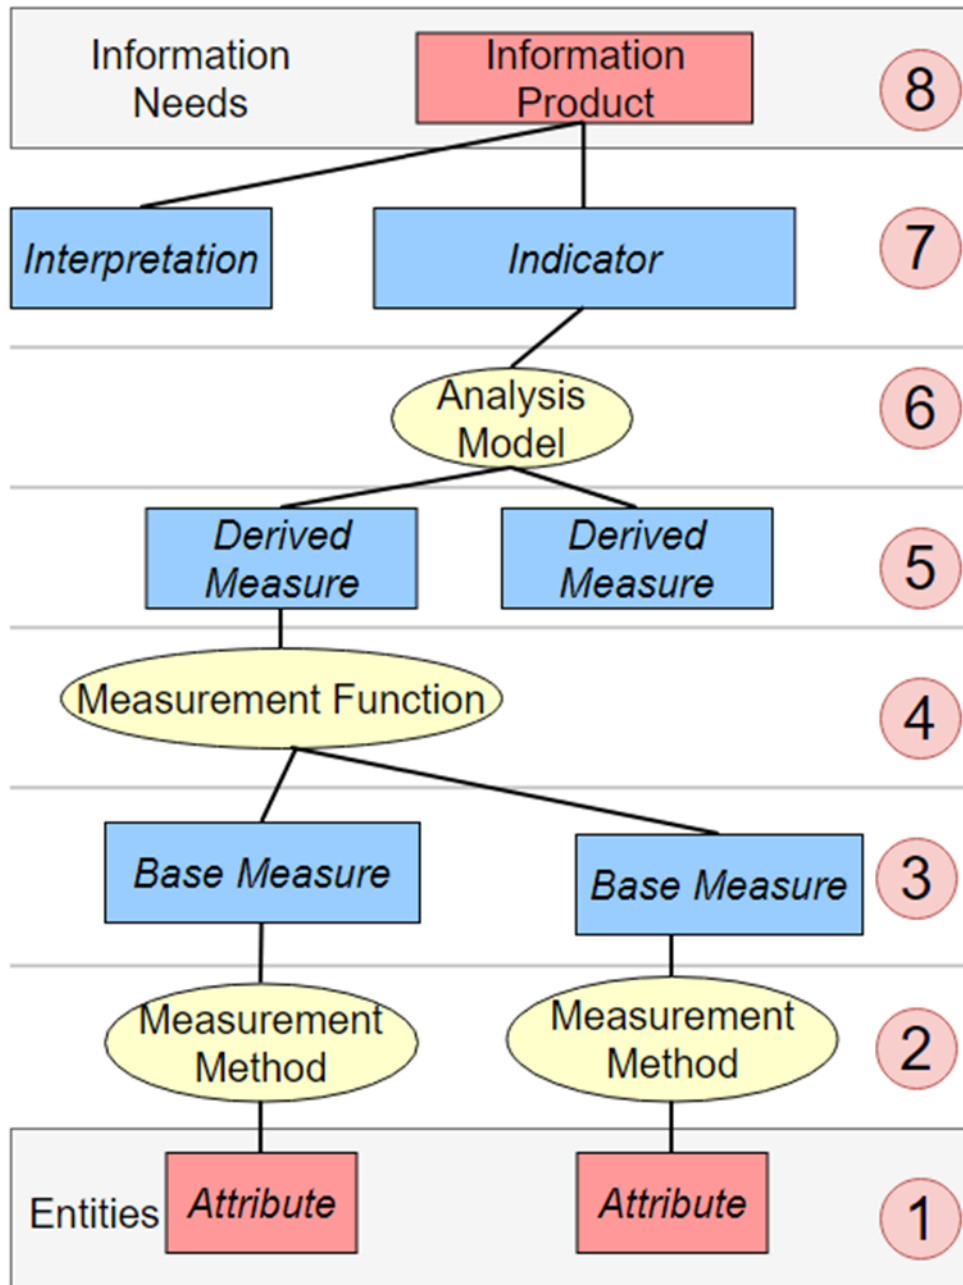 Information
Needs
Information
Product
8
Interpretation
Indicator
7
Analysis
Model
6
Derived
Measure
Derived
Measure
5
Measurement Function
4
Base Measure
Base Measure
3
Measurement
Method
Measurement
Method
2
Entities
Attribute
Attribute
1